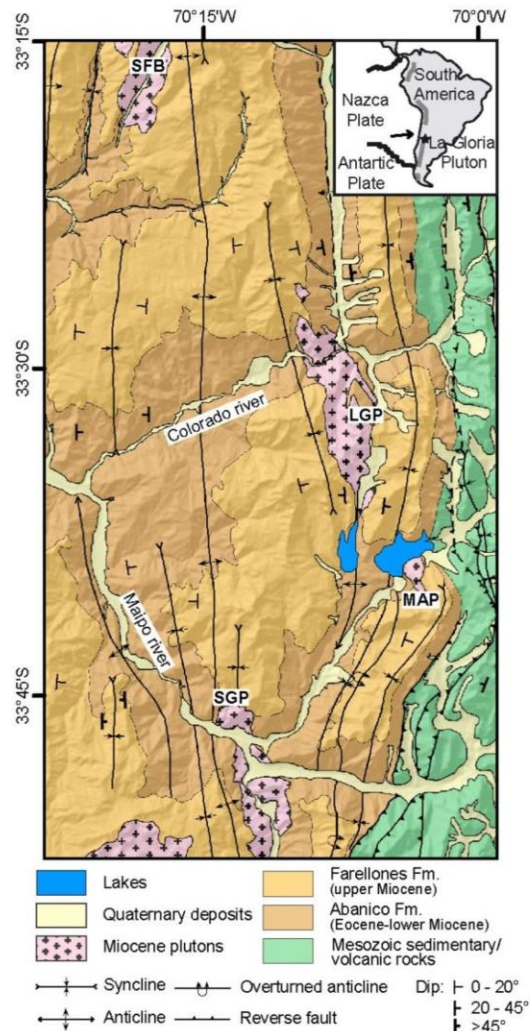 70°15'W
70°0'W
33°15'S
SFB
South
America
Nazca
Plate
La Gloria
Pluton
Antartic
Plate
33°30'S
LGP
Colorado river
MAP
Maipo river
33°45'S
SGP
Lakes
Farellones Fm.
(upper Miocene)
Quaternary deposits
Abanico Fm.
(Eocene-lower Miocene)
Miocene plutons
Mesozoic sedimentary/
volcanic rocks
Syncline
Overturned anticline
Dip:
0 - 20°
20 - 45°
Anticline
Reverse fault
>45°